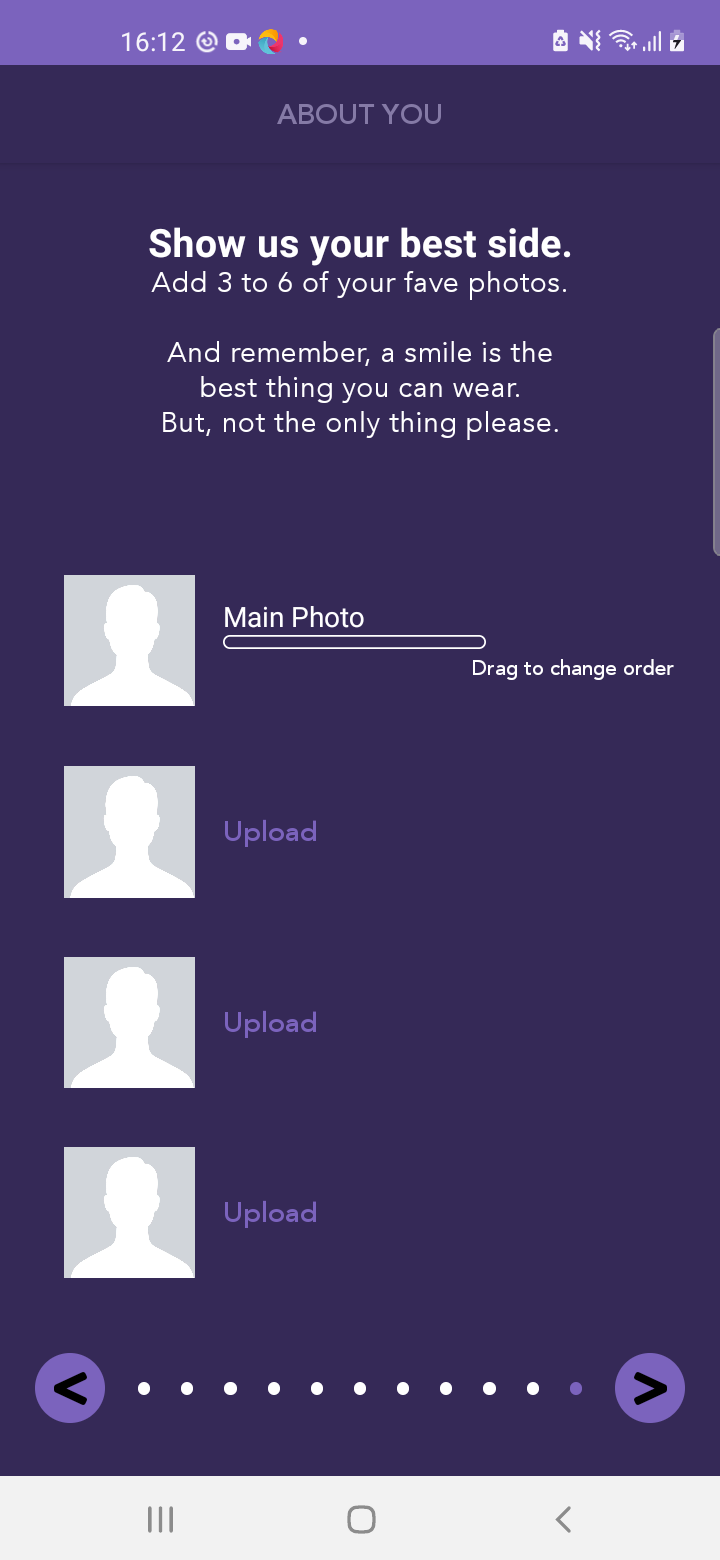 16:12
ABOUT YOU
Show us your best side.
Add 3 to 6 of your fave photos.
And remember, a smile is the
best thing you can wear.
But, not the only thing please.
Main Photo
Drag to change order
Upload
Upload
Upload
< >